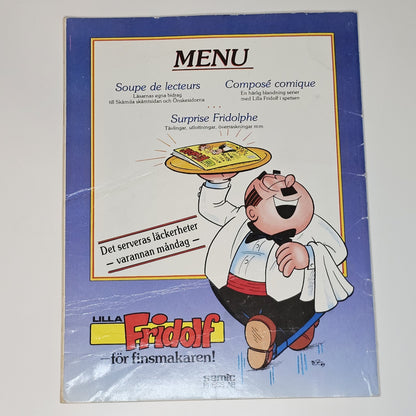 MENU
Soupe de lecteurs
Läsarnas egna bidrag
till Skåmila skämtsidan och Önskesidorna
Composé comique
En härlig blandning serier
med Lilla Fridolf i spetsen
...
Surprise Fridolphe
Tävlingar, utlottningar, överraskningar m.m.
Det serveras läckerheter
– varannan måndag –
LILLA
Fridolf
–för finsmakaren!
semic